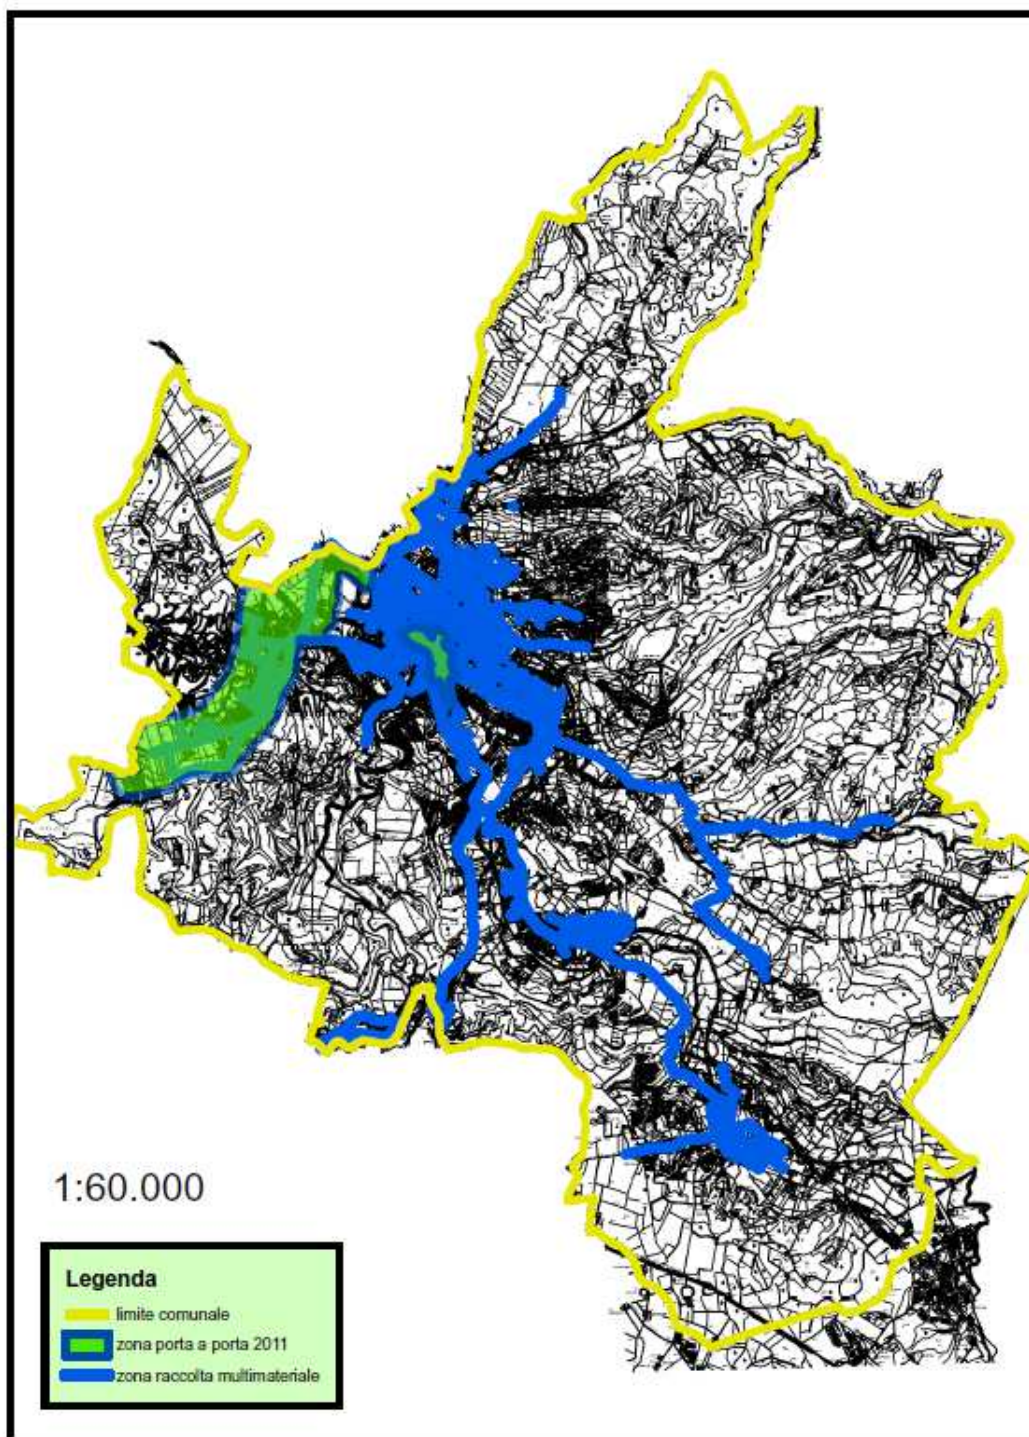 1:60.000
Legenda
limite comunale
zona porta a porta 2011
zona raccolta multimateriale